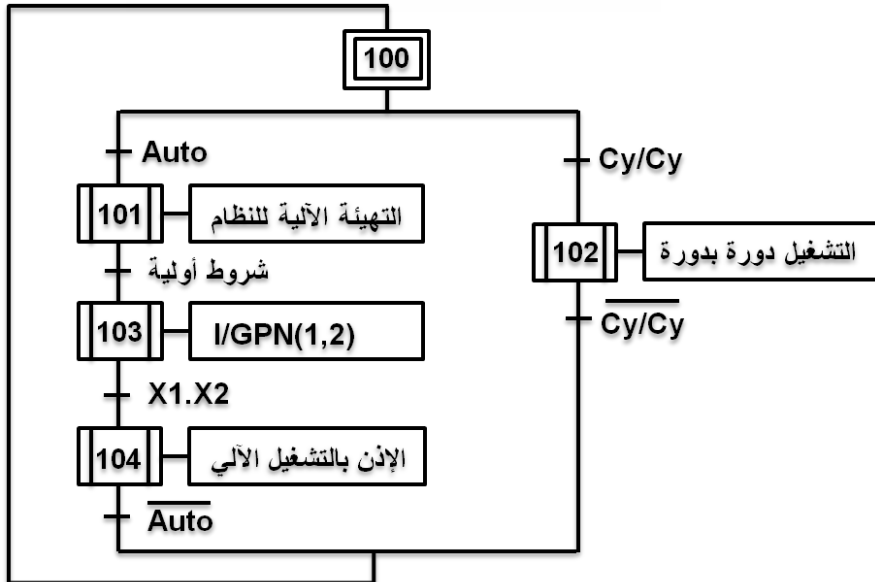 100
Auto
Cy/Cy
101
التهيئة الآلية للنظام
102
التشغيل دورة بدورة
شروط أولية
103
I/GPN(1,2)
Cy/Cy
X1.X2
104
الإذن بالتشغيل الآلي
Auto